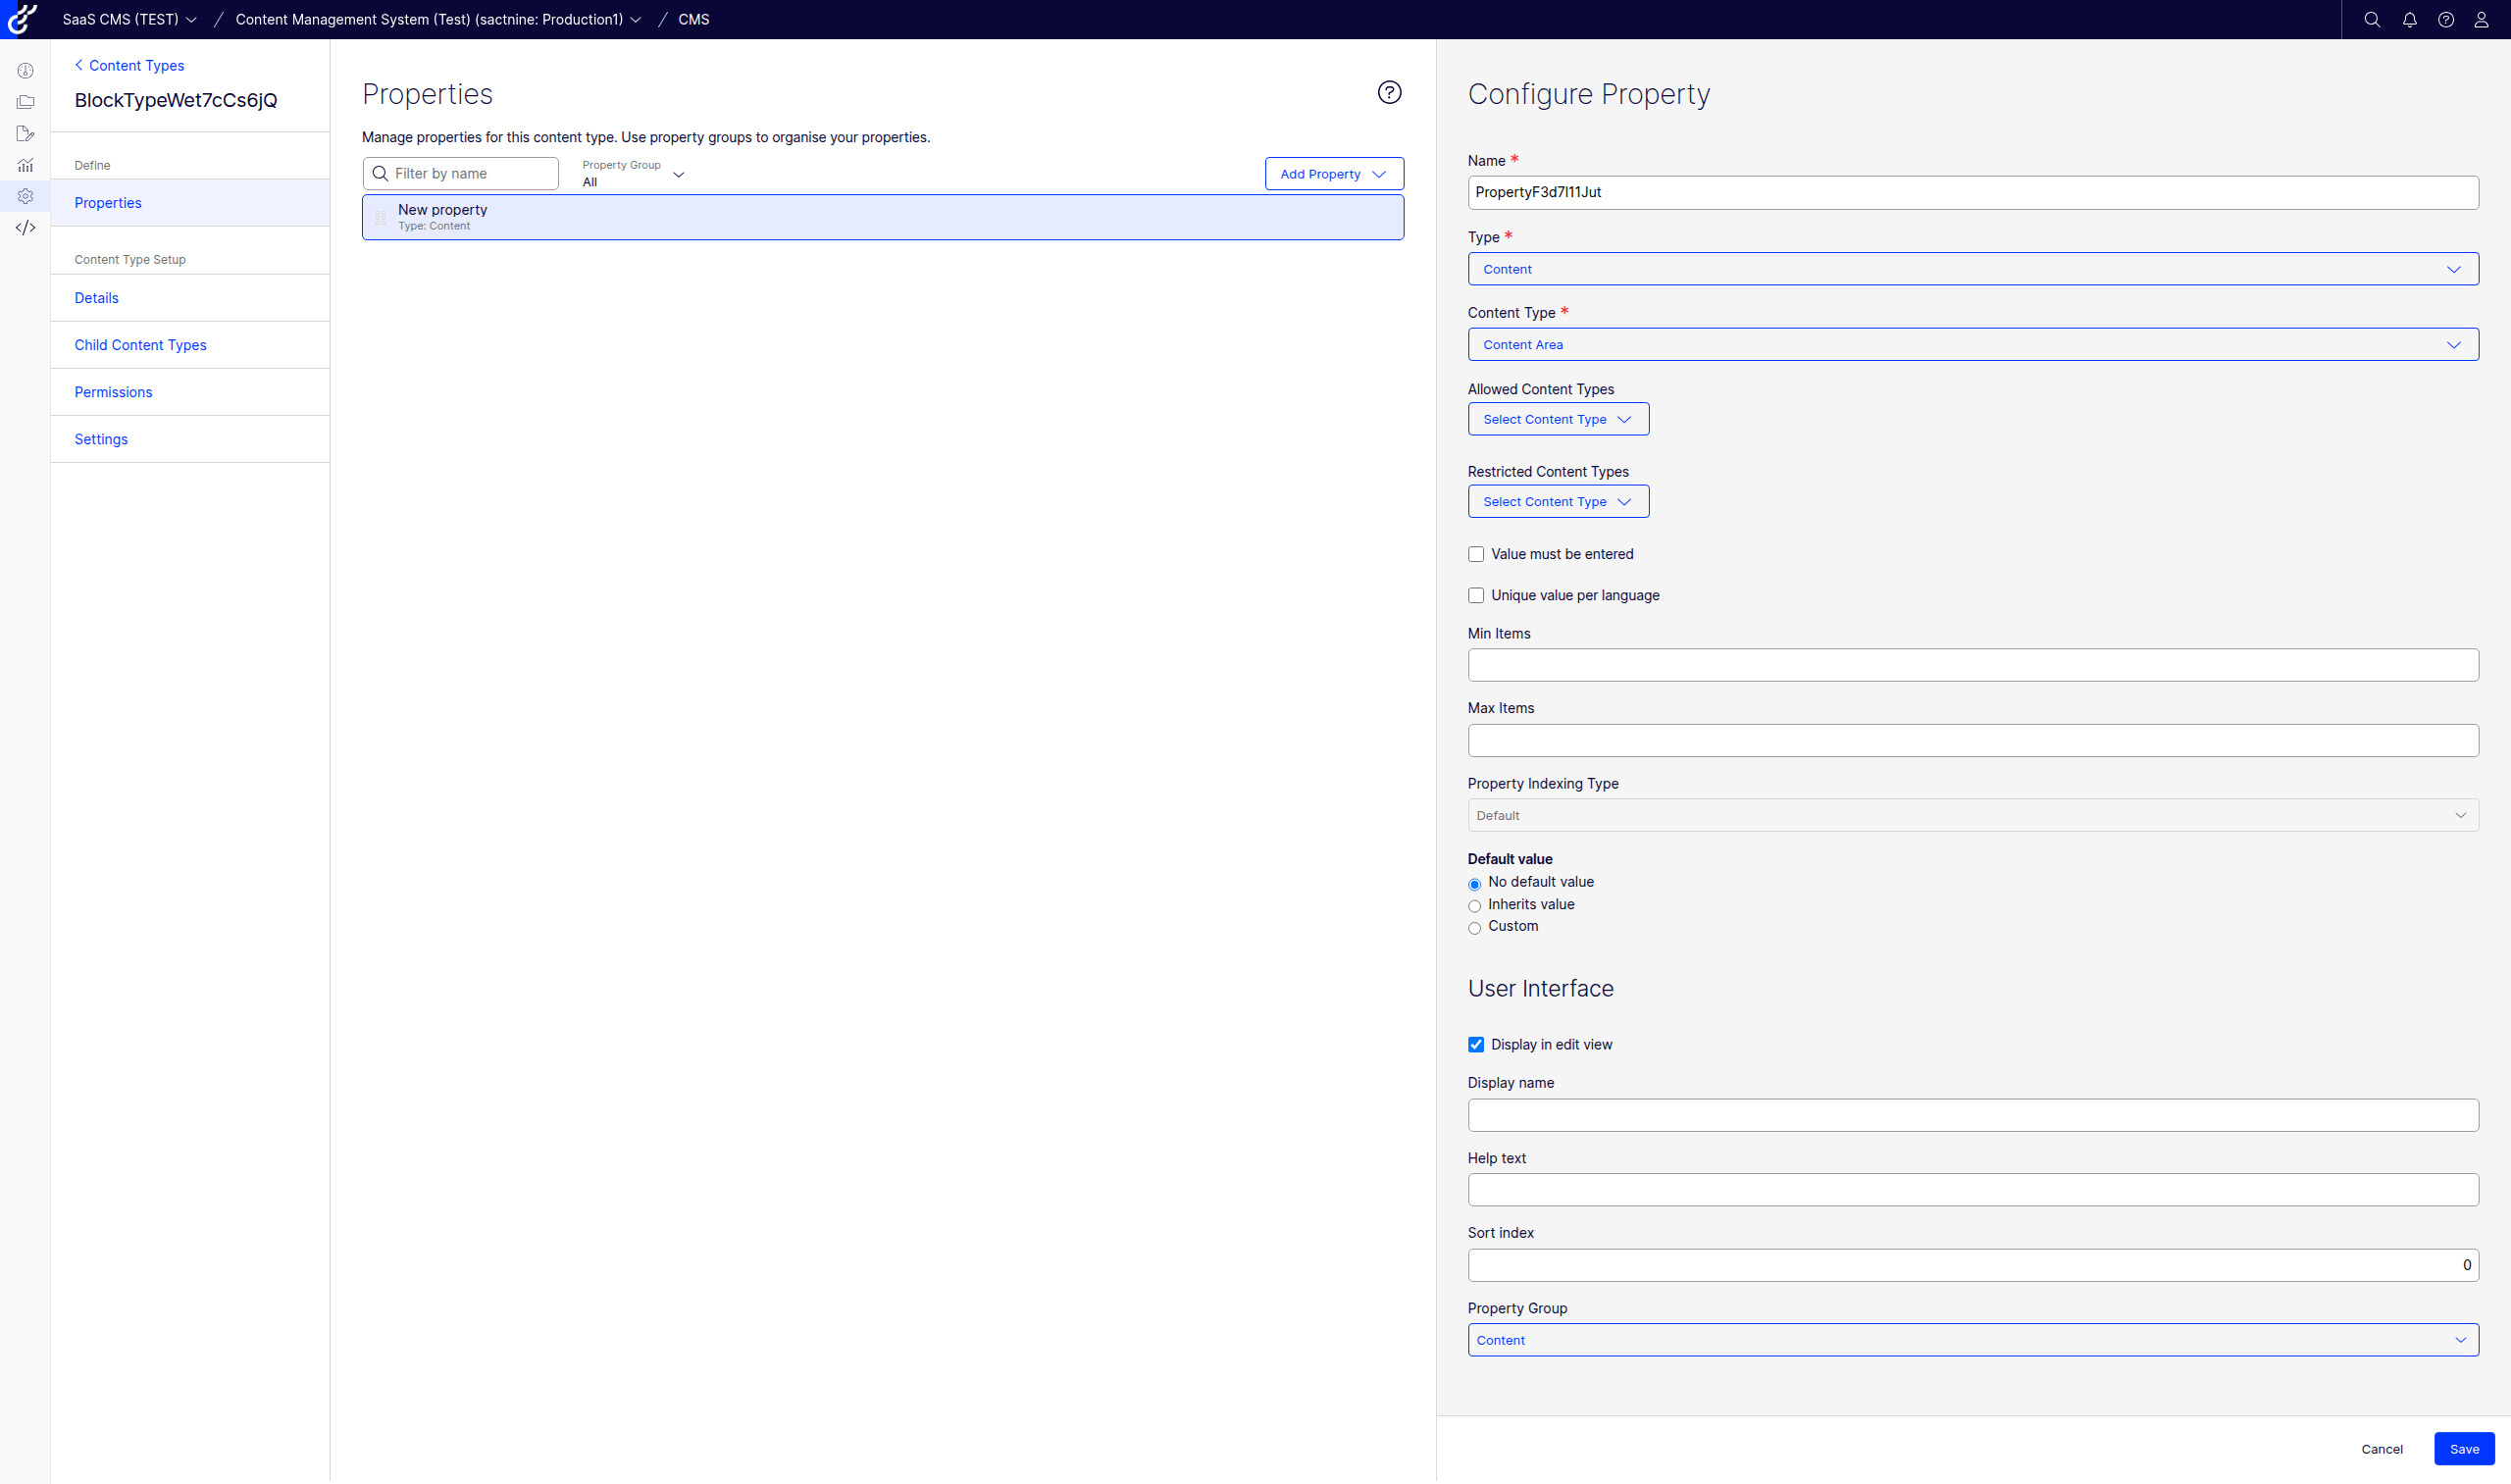 SaaS CMS (TEST) / Content Management System (Test) (sactnine: Production1) / CMS
Content Types
BlockTypeWet7cCs6jQ
Define
Properties
Content Type Setup
Details
Child Content Types
Permissions
Settings
Properties
Manage properties for this content type. Use property groups to organise your properties.
Filter by name
Property Group
All
Add Property
New property
Type: Content
Configure Property
Name *
PropertyF3d7l11Jut
Type *
Content
Content Type *
Content Area
Allowed Content Types
Select Content Type
Restricted Content Types
Select Content Type
Value must be entered
Unique value per language
Min Items
Max Items
Property Indexing Type
Default
Default value
No default value
Inherits value
Custom
User Interface
Display in edit view
Display name
Help text
Sort index
0
Property Group
Content
Cancel
Save